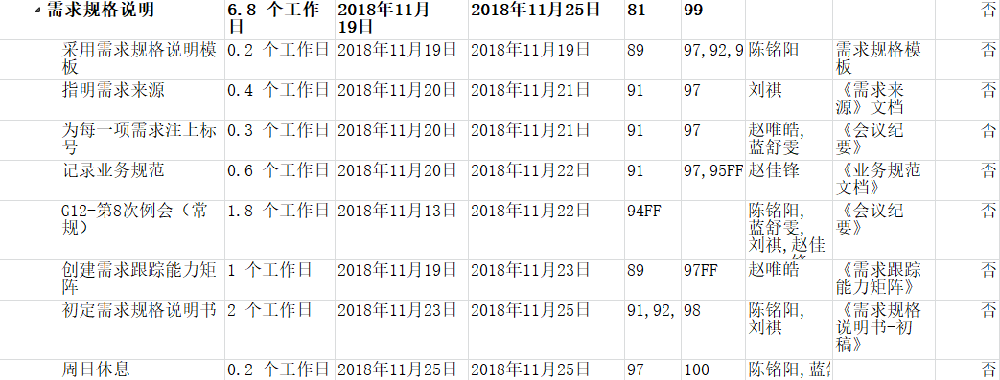 需求规格说明 6.8 个工作日 2018年11月19日 2018年11月25日 81 99 否
采用需求规格说明模板 0.2 个工作日 2018年11月19日 2018年11月19日 89 97,92,9 陈铭阳 需求规格模板 否
指明需求来源 0.4 个工作日 2018年11月20日 2018年11月21日 91 97 刘祺 《需求来源》文档 否
为每一项需求注上标号 0.3 个工作日 2018年11月20日 2018年11月21日 91 97 赵唯皓,蓝舒雯 《会议纪要》 否
记录业务规范 0.6 个工作日 2018年11月20日 2018年11月22日 91 97,95FF 赵佳锋 《业务规范文档》 否
G12-第8次例会（常规） 1.8 个工作日 2018年11月13日 2018年11月22日 94FF 陈铭阳,蓝舒雯,刘祺,赵佳锋 《会议纪要》 否
创建需求跟踪能力矩阵 1 个工作日 2018年11月19日 2018年11月23日 89 97FF 赵唯皓 《需求跟踪能力矩阵》 否
初定需求规格说明书 2 个工作日 2018年11月23日 2018年11月25日 91,92, 98 陈铭阳,刘祺 《需求规格说明书-初稿》 否
周日休息 0.2 个工作日 2018年11月25日 2018年11月25日 97 100 陈铭阳,蓝 否